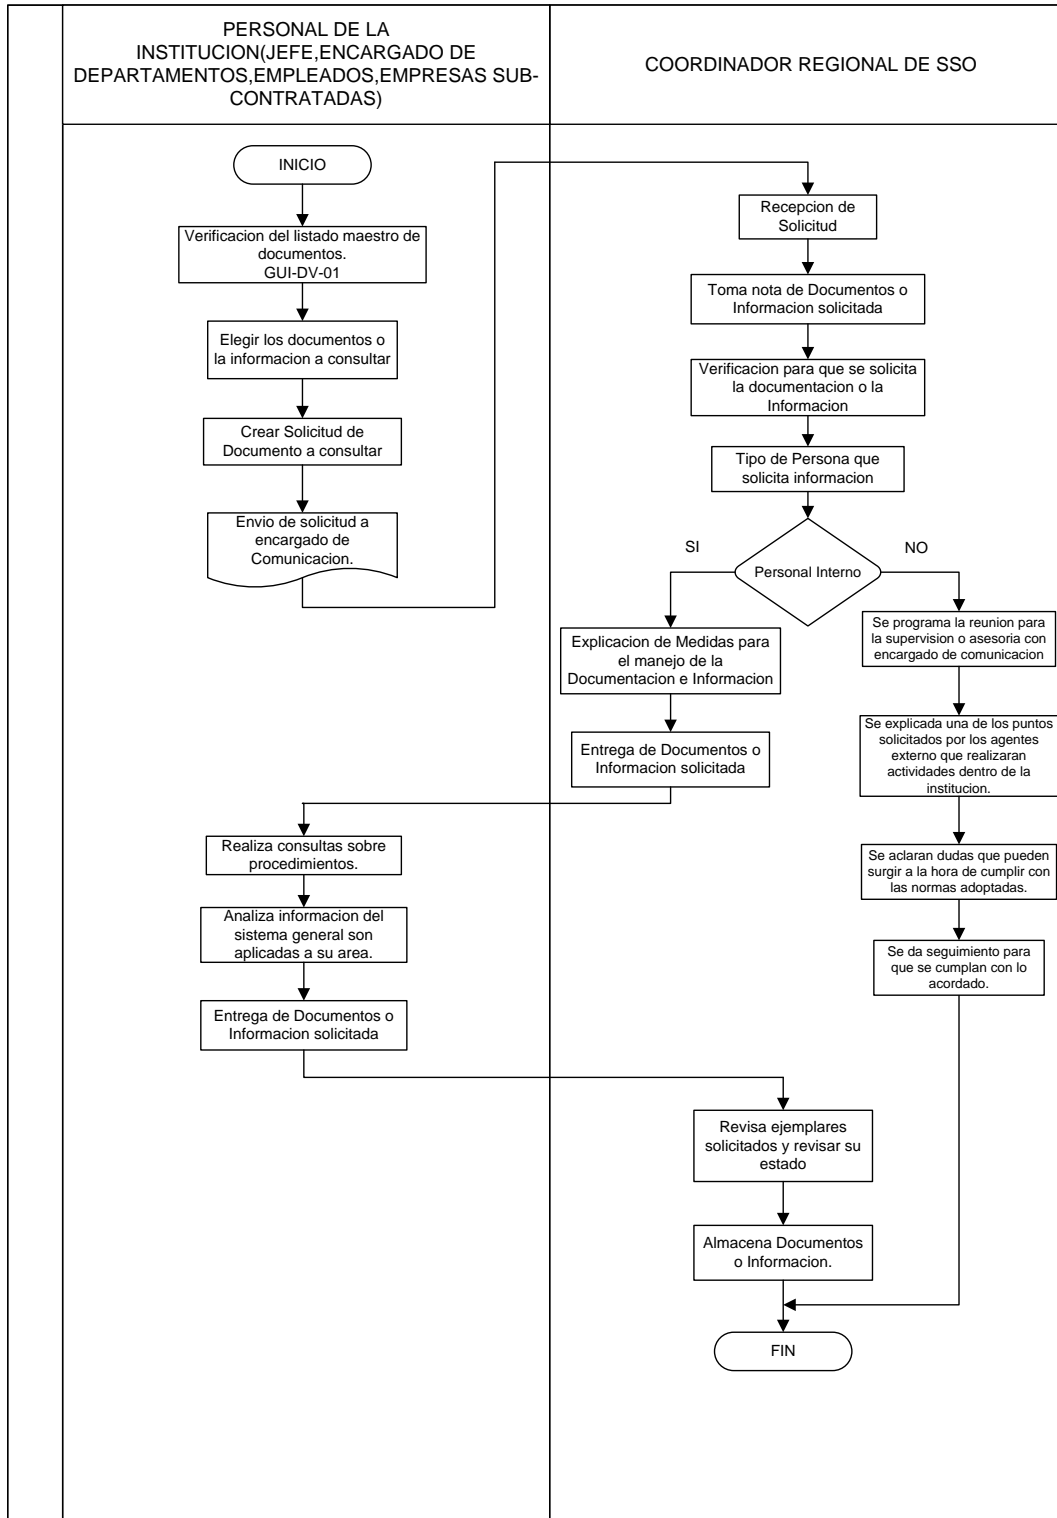 PERSONAL DE LA
INSTITUCION(JEFE,ENCARGADO DE
DEPARTAMENTOS,EMPLEADOS,EMPRESAS SUB-
CONTRATADAS)
COORDINADOR REGIONAL DE SSO
INICIO
Verificacion del listado maestro de
documentos.
GUI-DV-01
Elegir los documentos o
la informacion a consultar
Crear Solicitud de
Documento a consultar
Envio de solicitud a
encargado de
Comunicacion.
Recepcion de
Solicitud
Toma nota de Documentos o
Informacion solicitada
Verificacion para que se solicita
la documentacion o la
Informacion
Tipo de Persona que
solicita informacion
SI
NO
Personal Interno
Explicacion de Medidas para
el manejo de la
Documentacion e Informacion
Entrega de Documentos o
Informacion solicitada
Se programa la reunion para
la supervision o asesoria con
encargado de comunicacion
Se explicada una de los puntos
solicitados por los agentes
externo que realizaran
actividades dentro de la
institucion.
Se aclaran dudas que pueden
surgir a la hora de cumplir con
las normas adoptadas.
Se da seguimiento para
que se cumplan con lo
acordado.
Realiza consultas sobre
procedimientos.
Analiza informacion del
sistema general son
aplicadas a su area.
Entrega de Documentos o
Informacion solicitada
Revisa ejemplares
solicitados y revisar su
estado
Almacena Documentos
o Informacion.
FIN